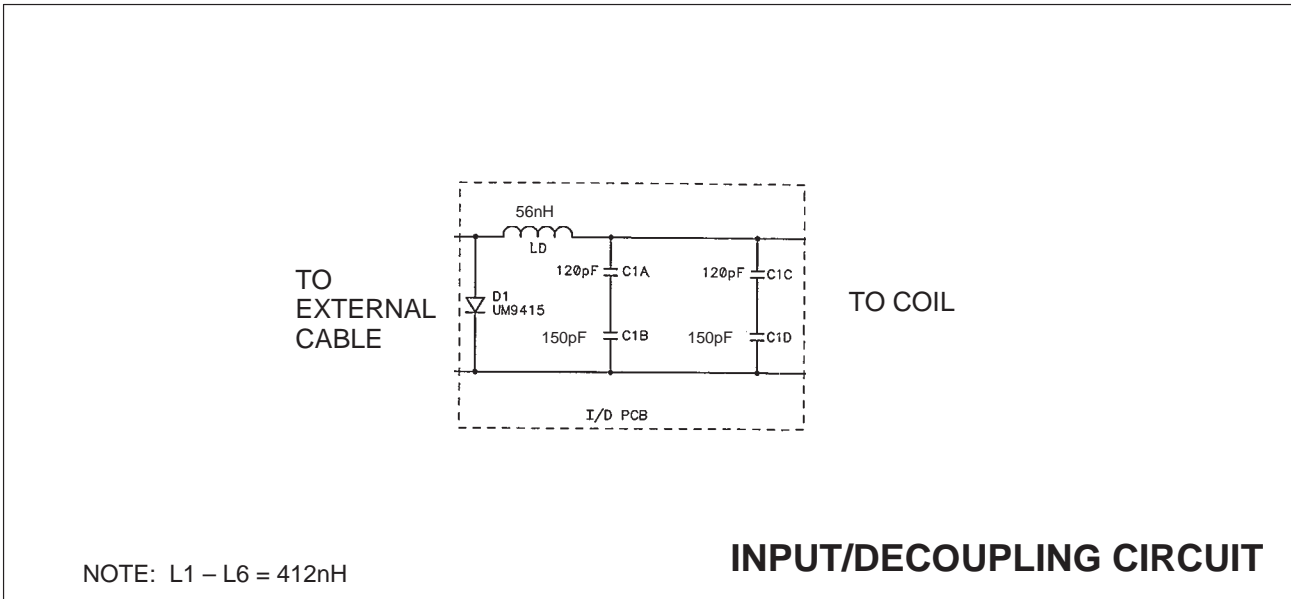 56nH
LD
120pF C1A
120pF C1C
TO
EXTERNAL
CABLE
D1
UM9415
TO COIL
150pF C1B
150pF C1D
I/D PCB
INPUT/DECOUPLING CIRCUIT
NOTE: L1 – L6 = 412nH